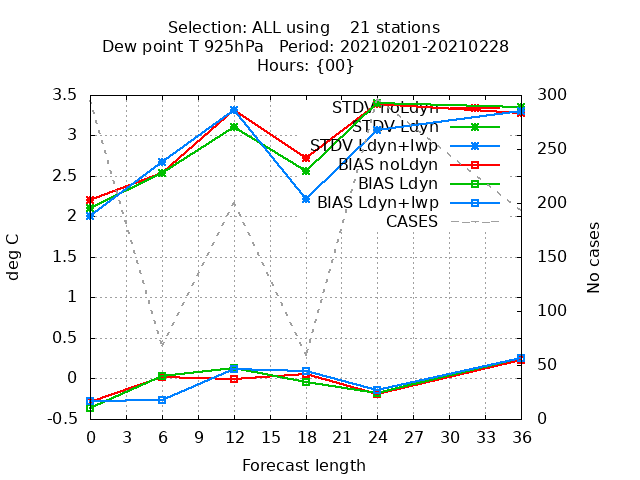 Selection: ALL using    21 stations
Dew point T 925hPa   Period: 20210201-20210228
Hours: {00}
STDV noLdyn
STDV Ldyn
STDV Ldyn+lwp
BIAS noLdyn
BIAS Ldyn
BIAS Ldyn+lwp
CASES
3.5
3
2.5
2
1.5
1
0.5
0
-0.5
deg C
300
250
200
150
100
50
0
No cases
0 3 6 9 12 15 18 21 24 27 30 33 36
Forecast length